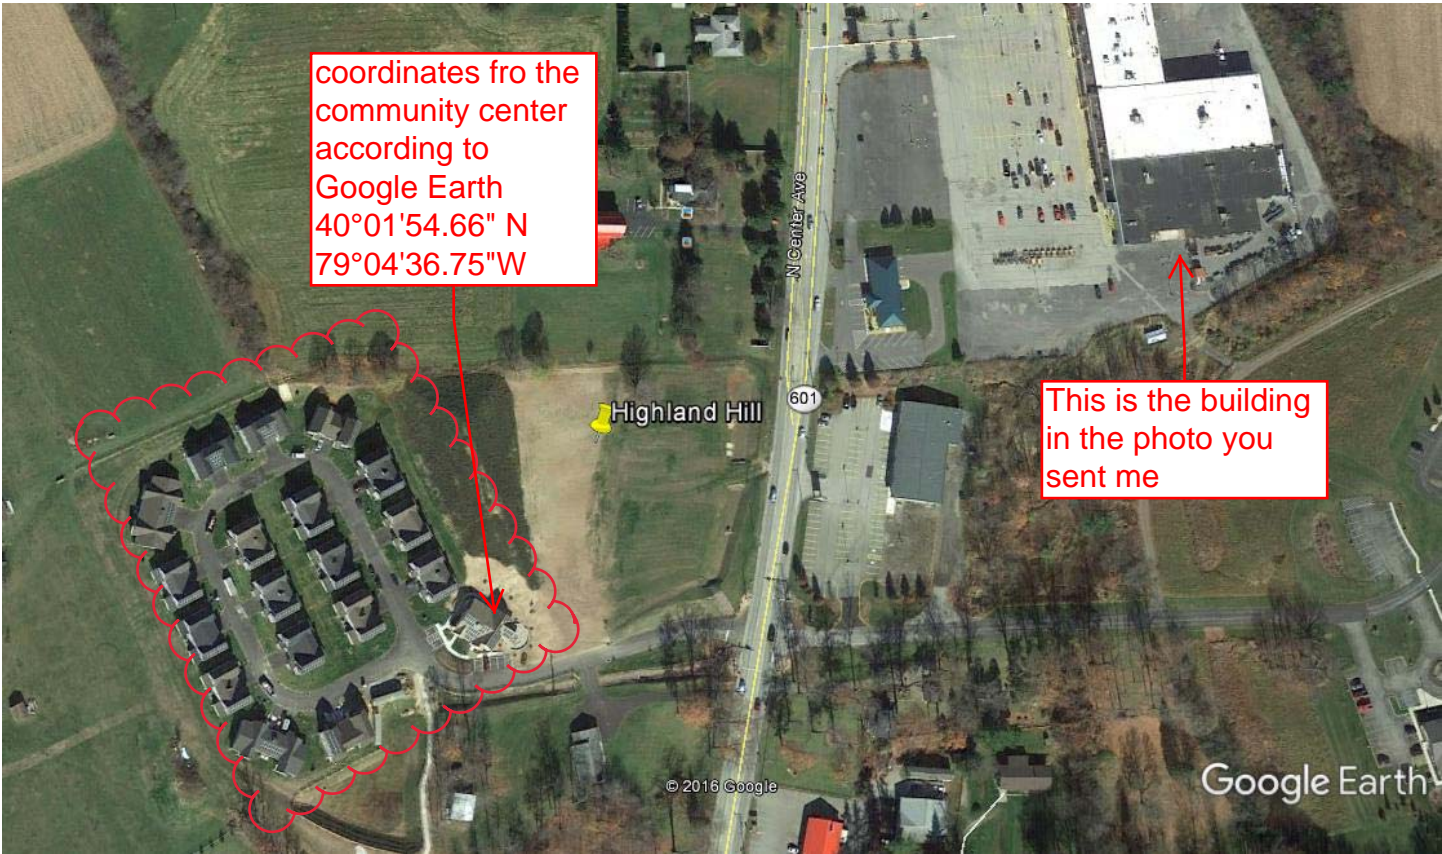 coordinates fro the
community center
according to
Google Earth
40°01'54.66" N
79°04'36.75"W
N Center Ave
601
Highland Hill
This is the building
in the photo you
sent me
© 2016 Google
Google Earth